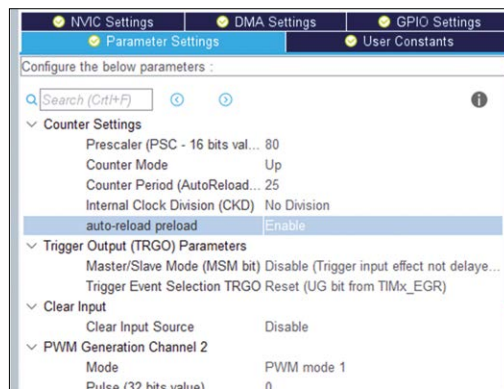 NVIC Settings DMA Settings GPIO Settings
Parameter Settings User Constants
Configure the below parameters :
Search (Crtl+F)
Counter Settings
Prescaler (PSC - 16 bits val... 80
Counter Mode Up
Counter Period (AutoReload... 25
Internal Clock Division (CKD) No Division
auto-reload preload Enable
Trigger Output (TRGO) Parameters
Master/Slave Mode (MSM bit) Disable (Trigger input effect not delaye...
Trigger Event Selection TRGO Reset (UG bit from TIMx_EGR)
Clear Input
Clear Input Source Disable
PWM Generation Channel 2
Mode PWM mode 1
Pulse (32 bits value) 0